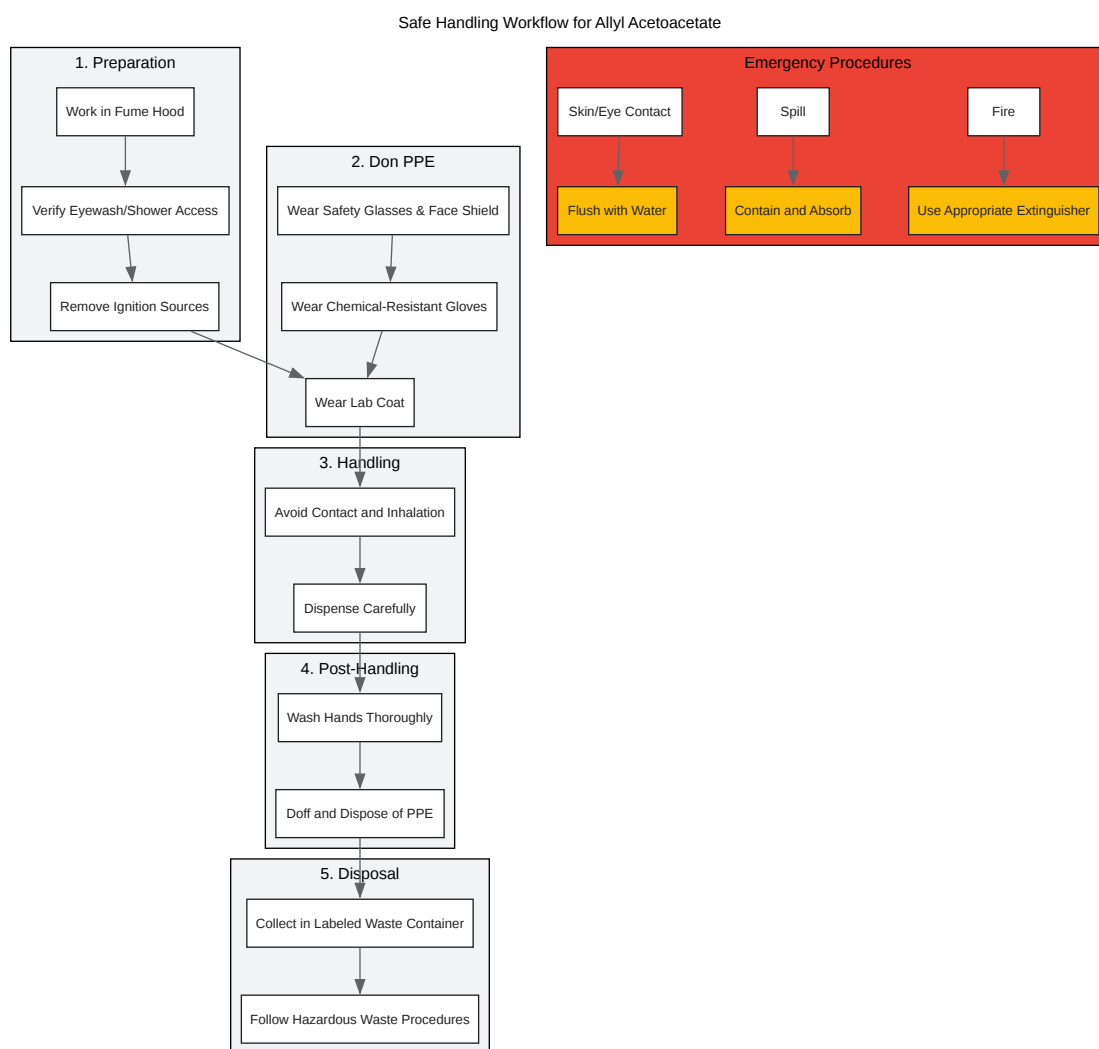 Safe Handling Workflow for Allyl Acetoacetate
1. Preparation
Work in Fume Hood
Verify Eyewash/Shower Access
Remove Ignition Sources
2. Don PPE
Wear Safety Glasses & Face Shield
Wear Chemical-Resistant Gloves
Wear Lab Coat
3. Handling
Avoid Contact and Inhalation
Dispense Carefully
4. Post-Handling
Wash Hands Thoroughly
Doff and Dispose of PPE
5. Disposal
Collect in Labeled Waste Container
Follow Hazardous Waste Procedures
Emergency Procedures
Skin/Eye Contact
Flush with Water
Spill
Contain and Absorb
Fire
Use Appropriate Extinguisher